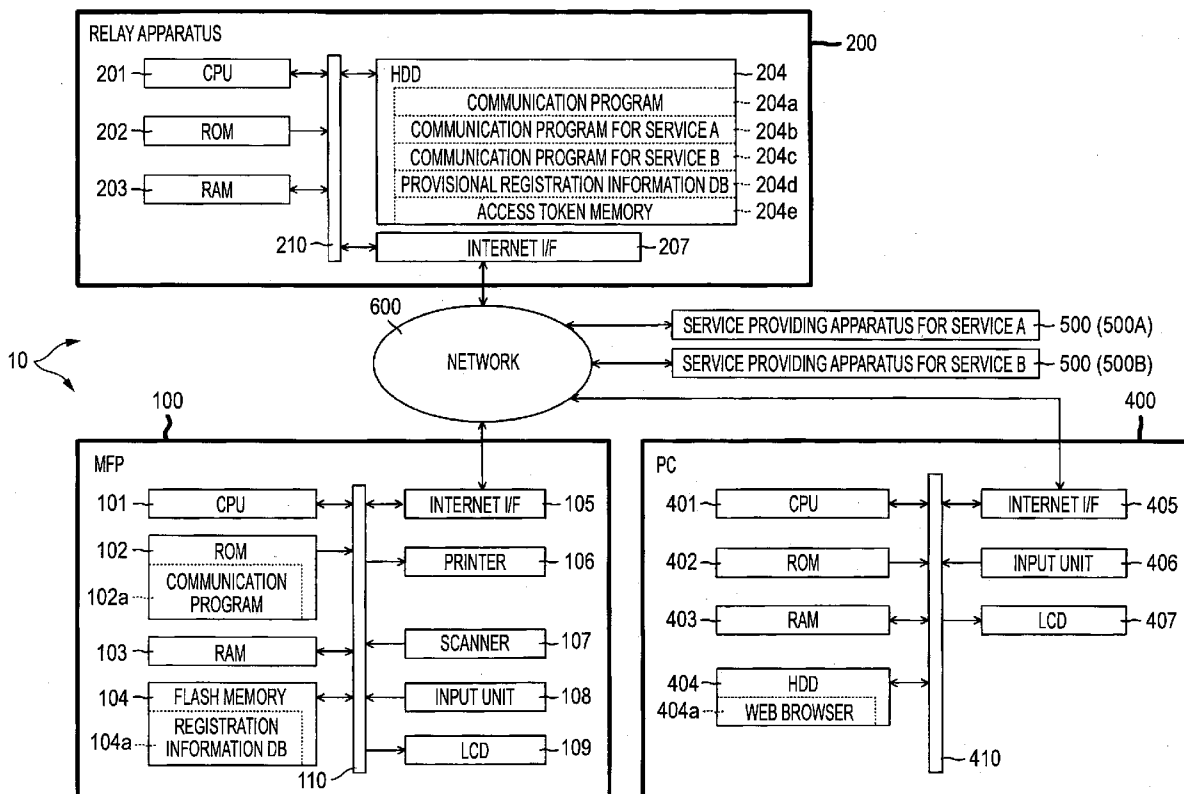 RELAY APPARATUS
200
201
CPU
HDD
204
COMMUNICATION PROGRAM
204a
202
ROM
COMMUNICATION PROGRAM FOR SERVICE A
204b
COMMUNICATION PROGRAM FOR SERVICE B
204c
203
RAM
PROVISIONAL REGISTRATION INFORMATION DB
204d
ACCESS TOKEN MEMORY
204e
210
INTERNET I/F
207
600
NETWORK
SERVICE PROVIDING APPARATUS FOR SERVICE A
500 (500A)
SERVICE PROVIDING APPARATUS FOR SERVICE B
500 (500B)
10
100
MFP
101
CPU
INTERNET I/F
105
102
ROM
PRINTER
106
102a
COMMUNICATION
PROGRAM
103
RAM
SCANNER
107
104
FLASH MEMORY
INPUT UNIT
108
104a
REGISTRATION
INFORMATION DB
LCD
109
110
400
PC
401
CPU
INTERNET I/F
405
402
ROM
INPUT UNIT
406
403
RAM
LCD
407
404
HDD
404a
WEB BROWSER
410